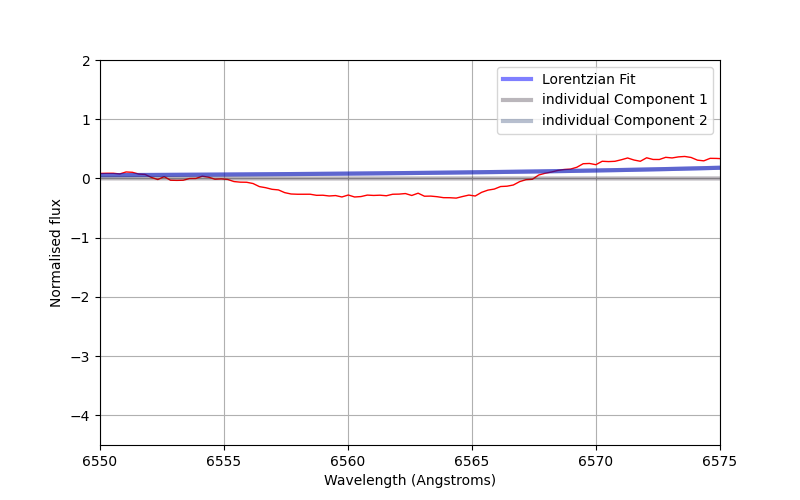 2
1
0
−1
−2
−3
−4
Normalised flux
Lorentzian Fit
individual Component 1
individual Component 2
6550 6555 6560 6565 6570 6575
Wavelength (Angstroms)